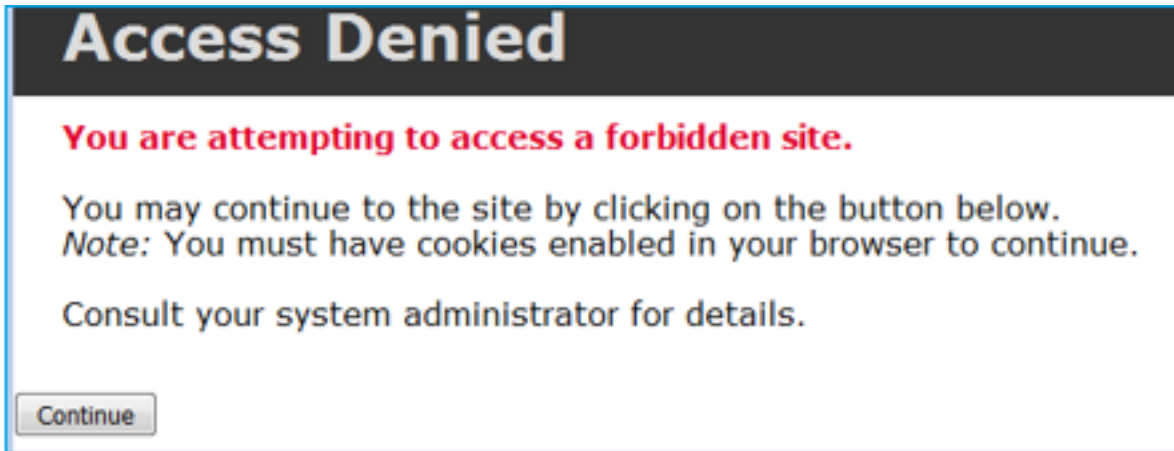 Access Denied
You are attempting to access a forbidden site.
You may continue to the site by clicking on the button below.
Note: You must have cookies enabled in your browser to continue.
Consult your system administrator for details.
Continue